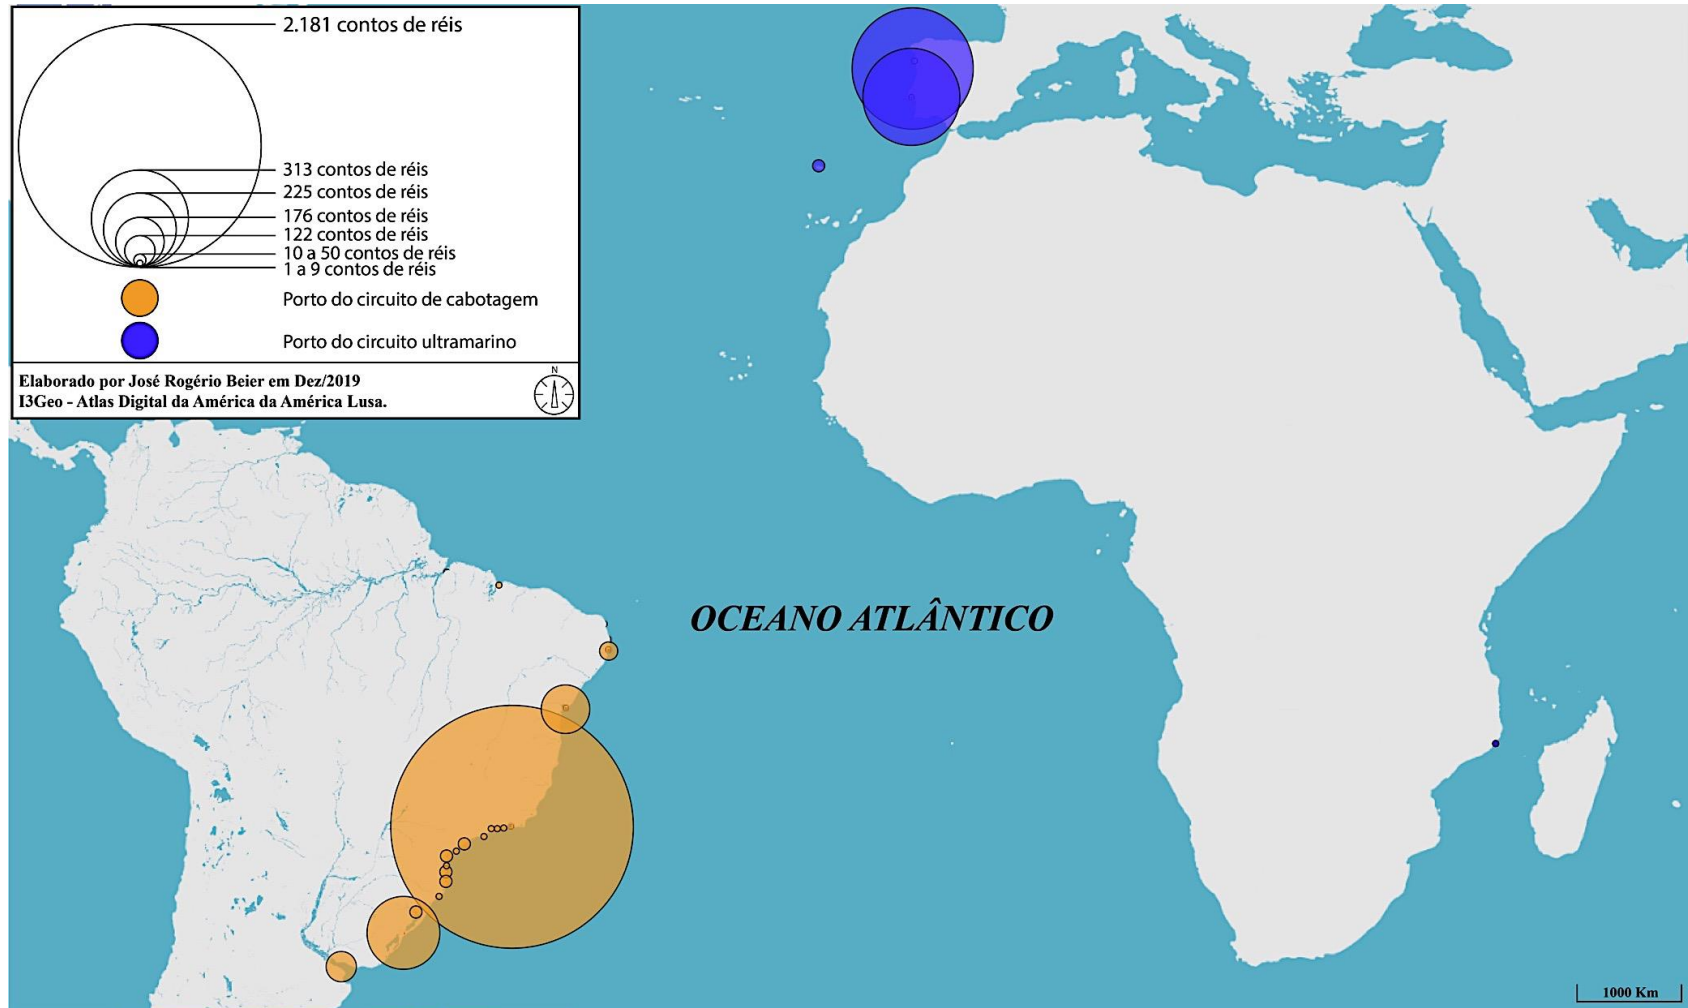 2.181 contos de réis
313 contos de réis
225 contos de réis
176 contos de réis
122 contos de réis
10 a 50 contos de réis
1 a 9 contos de réis
Porto do circuito de cabotagem
Porto do circuito ultramarino
Elaborado por José Rogério Beier em Dez/2019
I3Geo - Atlas Digital da América da América Lusa.
N
OCEANO ATLÂNTICO
1000 Km